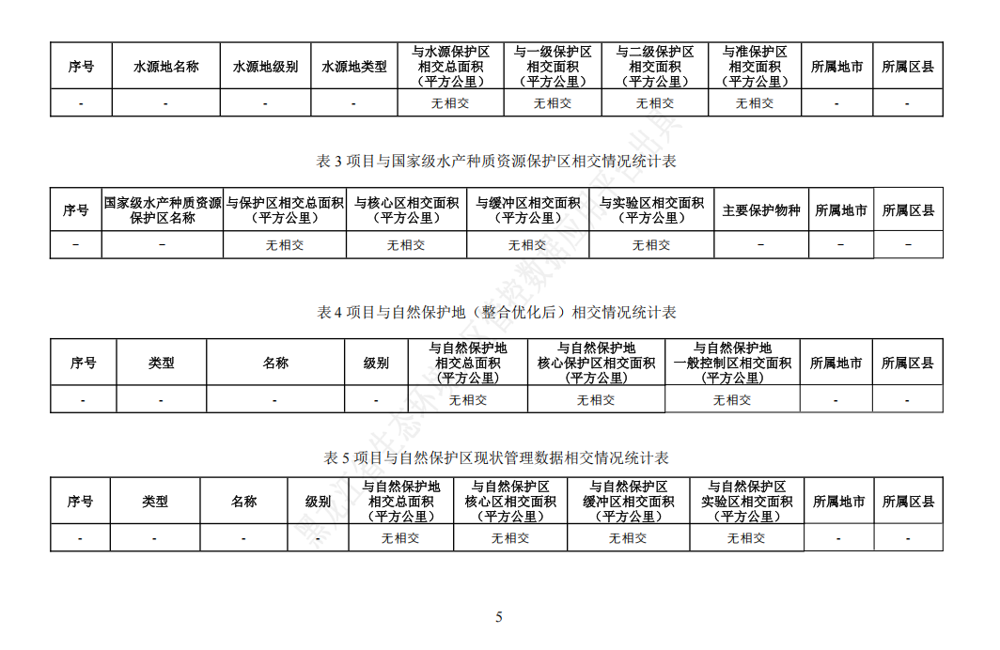 序号 水源地名称 水源地级别 水源地类型 与水源保护区相交总面积（平方公里） 与一级保护区相交面积（平方公里） 与二级保护区相交面积（平方公里） 与准保护区相交面积（平方公里） 所属地市 所属区县
- - - - 无相交 无相交 无相交 无相交 - -
表 3 项目与国家级水产种质资源保护区相交情况统计表
序号 国家级水产种质资源保护区名称 与保护区相交总面积（平方公里） 与核心区相交面积（平方公里） 与缓冲区相交面积（平方公里） 与实验区相交面积（平方公里） 主要保护物种 所属地市 所属区县
- - 无相交 无相交 无相交 无相交 - - -
表 4 项目与自然保护地（整合优化后）相交情况统计表
序号 类型 名称 级别 与自然保护地相交总面积(平方公里) 与自然保护地核心保护区相交面积(平方公里) 与自然保护地一般控制区相交面积(平方公里) 所属地市 所属区县
- - - - 无相交 无相交 无相交 - -
表 5 项目与自然保护区现状管理数据相交情况统计表
序号 类型 名称 级别 与自然保护地相交总面积（平方公里） 与自然保护区核心区相交面积（平方公里） 与自然保护区缓冲区相交面积（平方公里） 与自然保护区实验区相交面积（平方公里） 所属地市 所属区县
- - - - 无相交 无相交 无相交 无相交 - -
黑龙江省生态环境分区管控数据应用平台出具
5